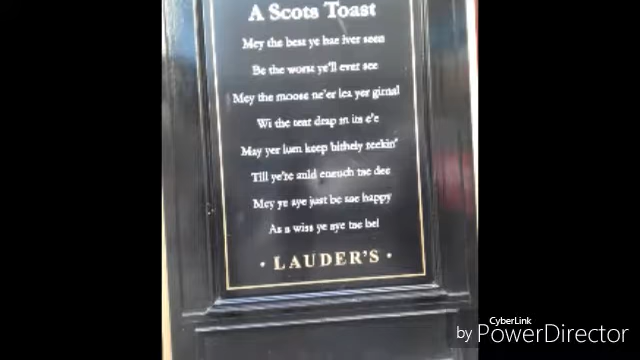 A Scots Toast
Mey the best ye hae iver seen
Be the worst ye'll ever see
Mey the moose ne'er lea yer girnal
Wi the tear drap in its e'e
May yer lum keep blithely reekin'
Till ye're auld eneuch tae dee
Mey ye aye just be sae happy
As a wiss ye aye tae be!
· LAUDER'S ·
CyberLink
by PowerDirector